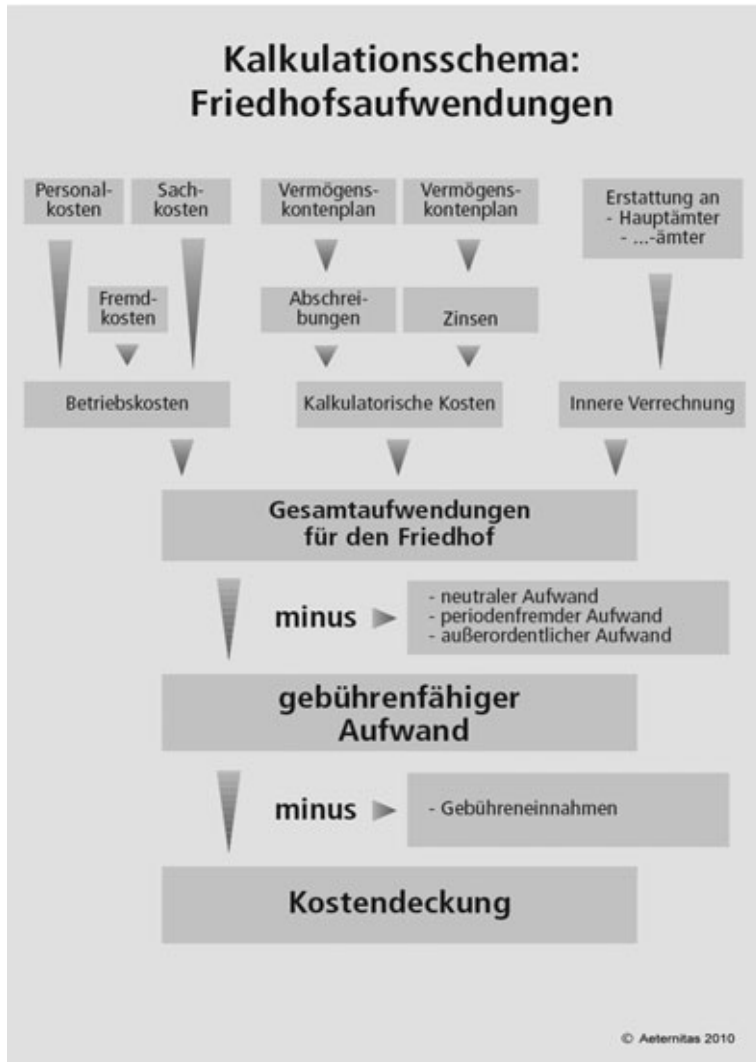 Kalkulationsschema:
Friedhofsaufwendungen
Personal-
kosten
Sach-
kosten
Vermögens-
kontenplan
Vermögens-
kontenplan
Erstattung an
- Hauptämter
- ...-ämter
Fremd-
kosten
Abschrei-
bungen
Zinsen
Betriebskosten
Kalkulatorische Kosten
Innere Verrechnung
Gesamtaufwendungen
für den Friedhof
minus
- neutraler Aufwand
- periodenfremder Aufwand
- außerordentlicher Aufwand
gebührenfähiger
Aufwand
minus
- Gebühreneinnahmen
Kostendeckung
© Aeternitas 2010